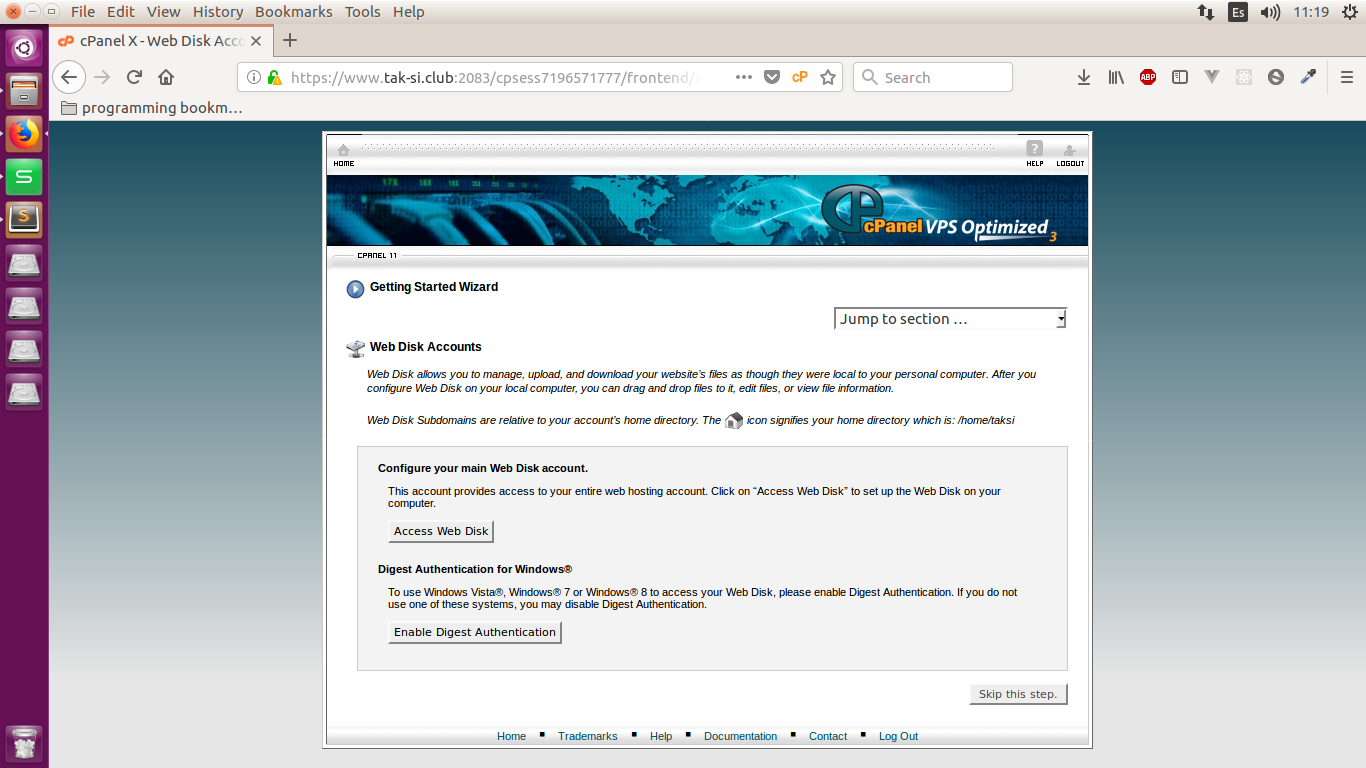 File Edit View History Bookmarks Tools Help
Es
11:19
cPanel X - Web Disk Acco
https://www.tak-si.club:2083/cpsess7196571777/frontend/
cP
Search
ABP
programming bookm…
HOME
HELP
LOGOUT
17X 18X 15X 21X
cPanel VPS Optimized 3
CPANEL 11
Getting Started Wizard
Jump to section ...
Web Disk Accounts
Web Disk allows you to manage, upload, and download your website's files as though they were local to your personal computer. After you
configure Web Disk on your local computer, you can drag and drop files to it, edit files, or view file information.
Web Disk Subdomains are relative to your account's home directory. The icon signifies your home directory which is: /home/taksi
Configure your main Web Disk account.
This account provides access to your entire web hosting account. Click on “Access Web Disk” to set up the Web Disk on your
computer.
Access Web Disk
Digest Authentication for Windows®
To use Windows Vista®, Windows® 7 or Windows® 8 to access your Web Disk, please enable Digest Authentication. If you do not
use one of these systems, you may disable Digest Authentication.
Enable Digest Authentication
Skip this step.
Home ▪ Trademarks ▪ Help ▪ Documentation ▪ Contact ▪ Log Out